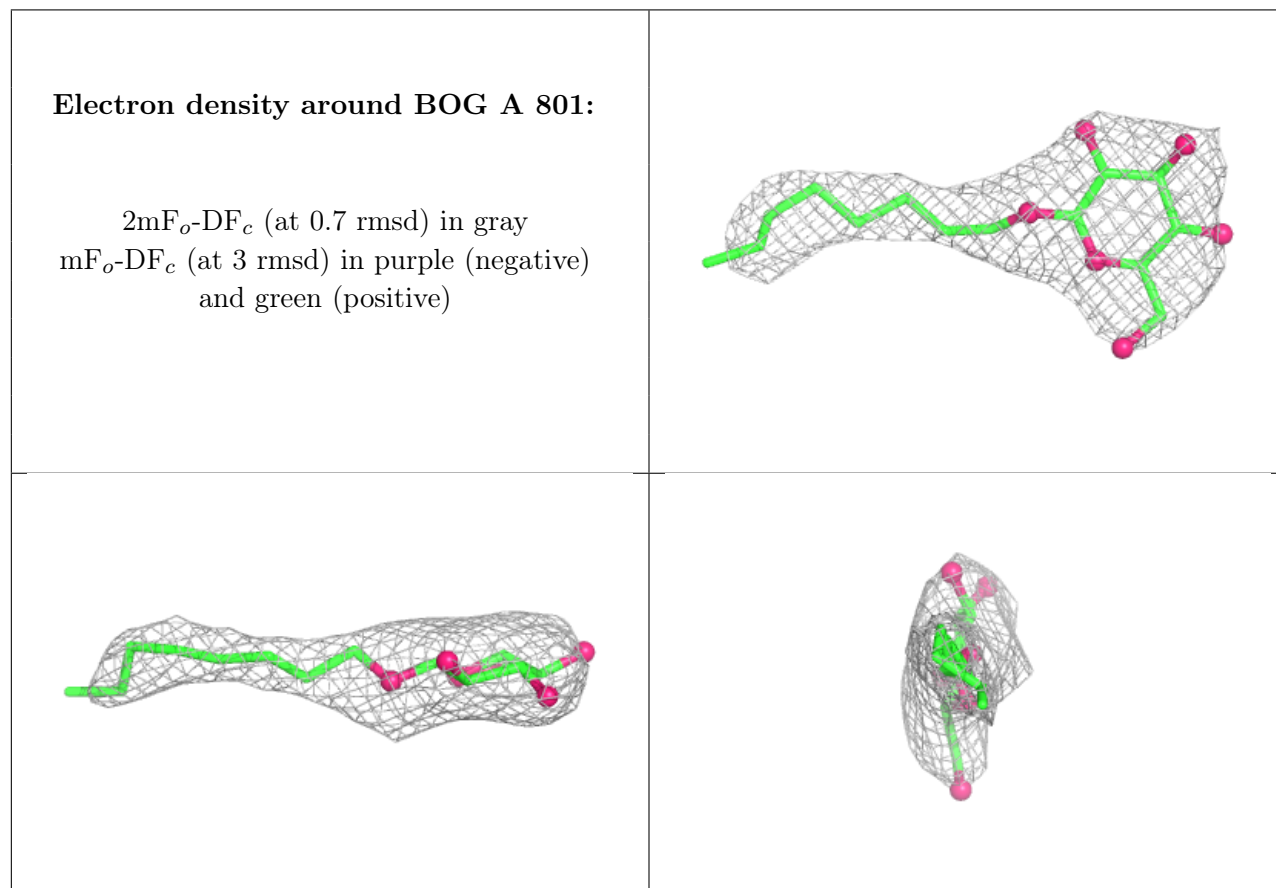 Electron density around BOG A 801:
2mFo-DFc (at 0.7 rmsd) in gray
mFo-DFc (at 3 rmsd) in purple (negative)
and green (positive)